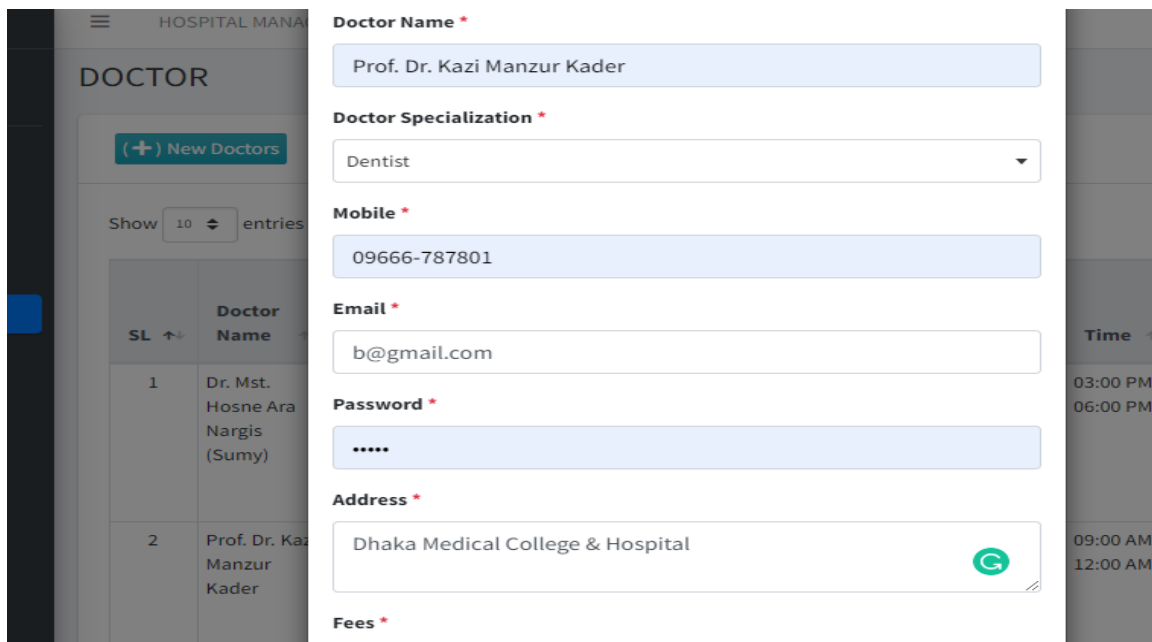 HOSPITAL MANA
DOCTOR
(+) New Doctors
Show 10 entries
SL
Doctor
Name
Time
1
Dr. Mst.
Hosne Ara
Nargis
(Sumy)
03:00 PM
06:00 PM
2
Prof. Dr. Kaz
Manzur
Kader
09:00 AM
12:00 AM
Doctor Name *
Prof. Dr. Kazi Manzur Kader
Doctor Specialization *
Dentist
Mobile *
09666-787801
Email *
b@gmail.com
Password *
•••••
Address *
Dhaka Medical College & Hospital
Fees *